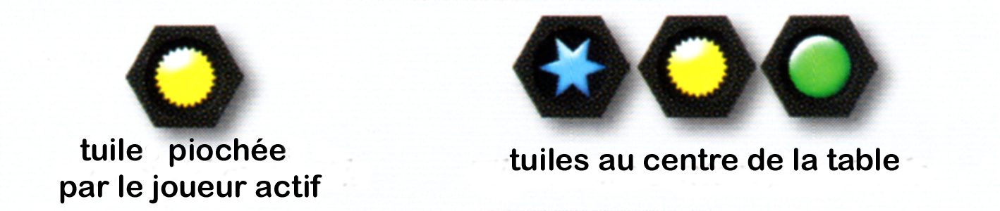 tuile piochée
par le joueur actif
tuiles au centre de la table